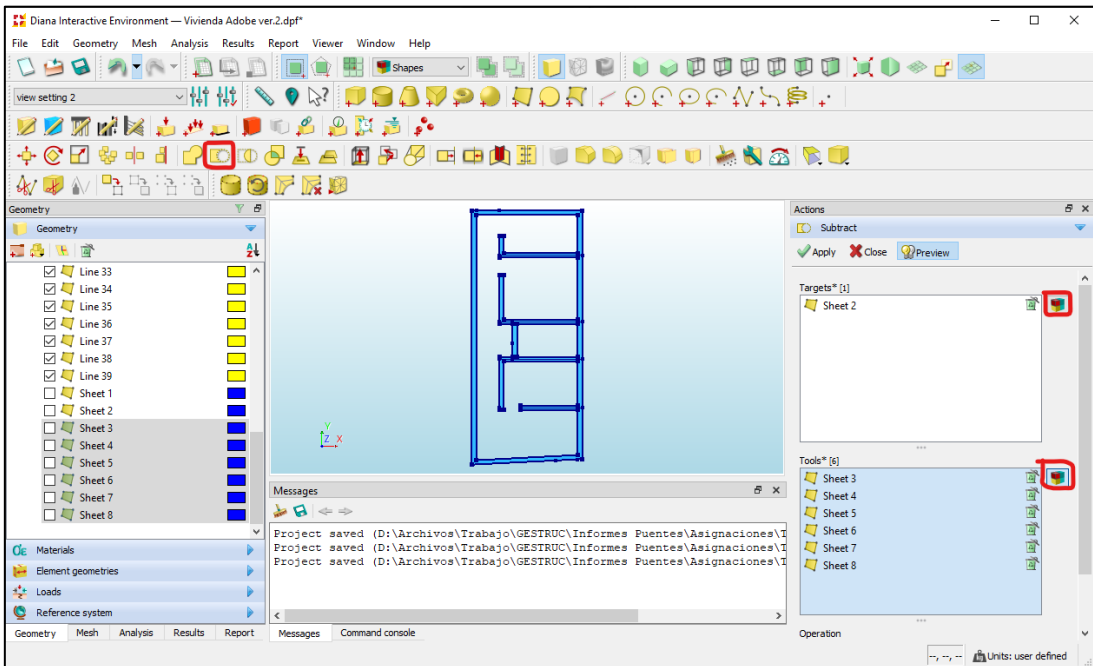 Diana Interactive Environment — Vivienda Adobe ver.2.dpf*
File Edit Geometry Mesh Analysis Results Report Viewer Window Help
Shapes
view setting 2
Geometry
Geometry
Line 33
Line 34
Line 35
Line 36
Line 37
Line 38
Line 39
Sheet 1
Sheet 2
Sheet 3
Sheet 4
Sheet 5
Sheet 6
Sheet 7
Sheet 8
Materials
Element geometries
Loads
Reference system
Geometry Mesh Analysis Results Report
Y
Z X
Messages
Project saved (D:\Archivos\Trabajo\GESTRUC\Informes Puentes\Asignaciones\T
Project saved (D:\Archivos\Trabajo\GESTRUC\Informes Puentes\Asignaciones\T
Project saved (D:\Archivos\Trabajo\GESTRUC\Informes Puentes\Asignaciones\T
Messages Command console
Actions
Subtract
Apply Close Preview
Targets* [1]
Sheet 2
Tools* [6]
Sheet 3
Sheet 4
Sheet 5
Sheet 6
Sheet 7
Sheet 8
Operation
--, --, -- Units: user defined